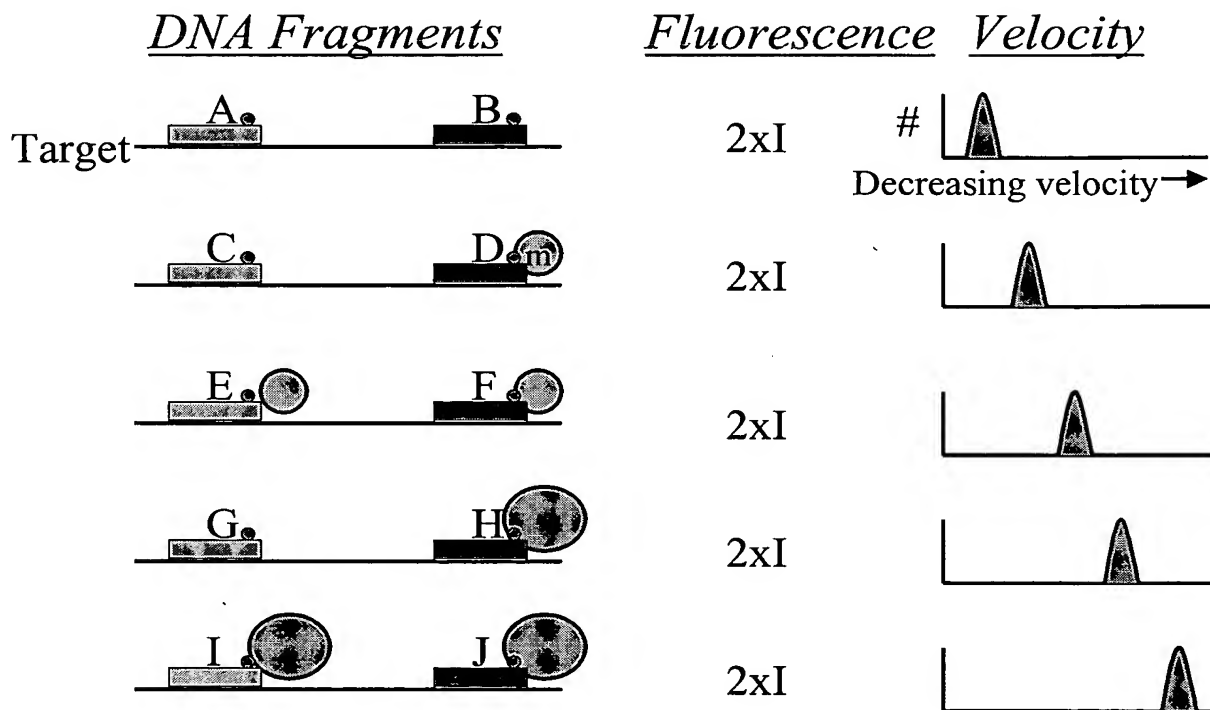 DNA Fragments Fluorescence Velocity
A B 2xI #
Target
Decreasing velocity
C D m 2xI
E F 2xI
G H 2xI
I J 2xI